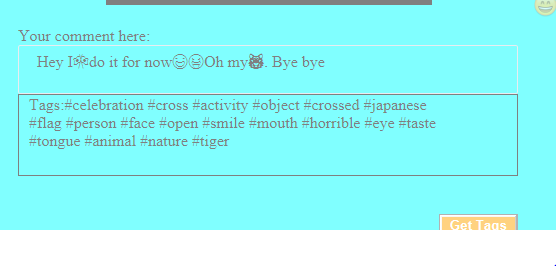 Your comment here:
Hey I🎌do it for now😊😆Oh my🐯. Bye bye
Tags:#celebration #cross #activity #object #crossed #japanese
#flag #person #face #open #smile #mouth #horrible #eye #taste
#tongue #animal #nature #tiger
Get Tags